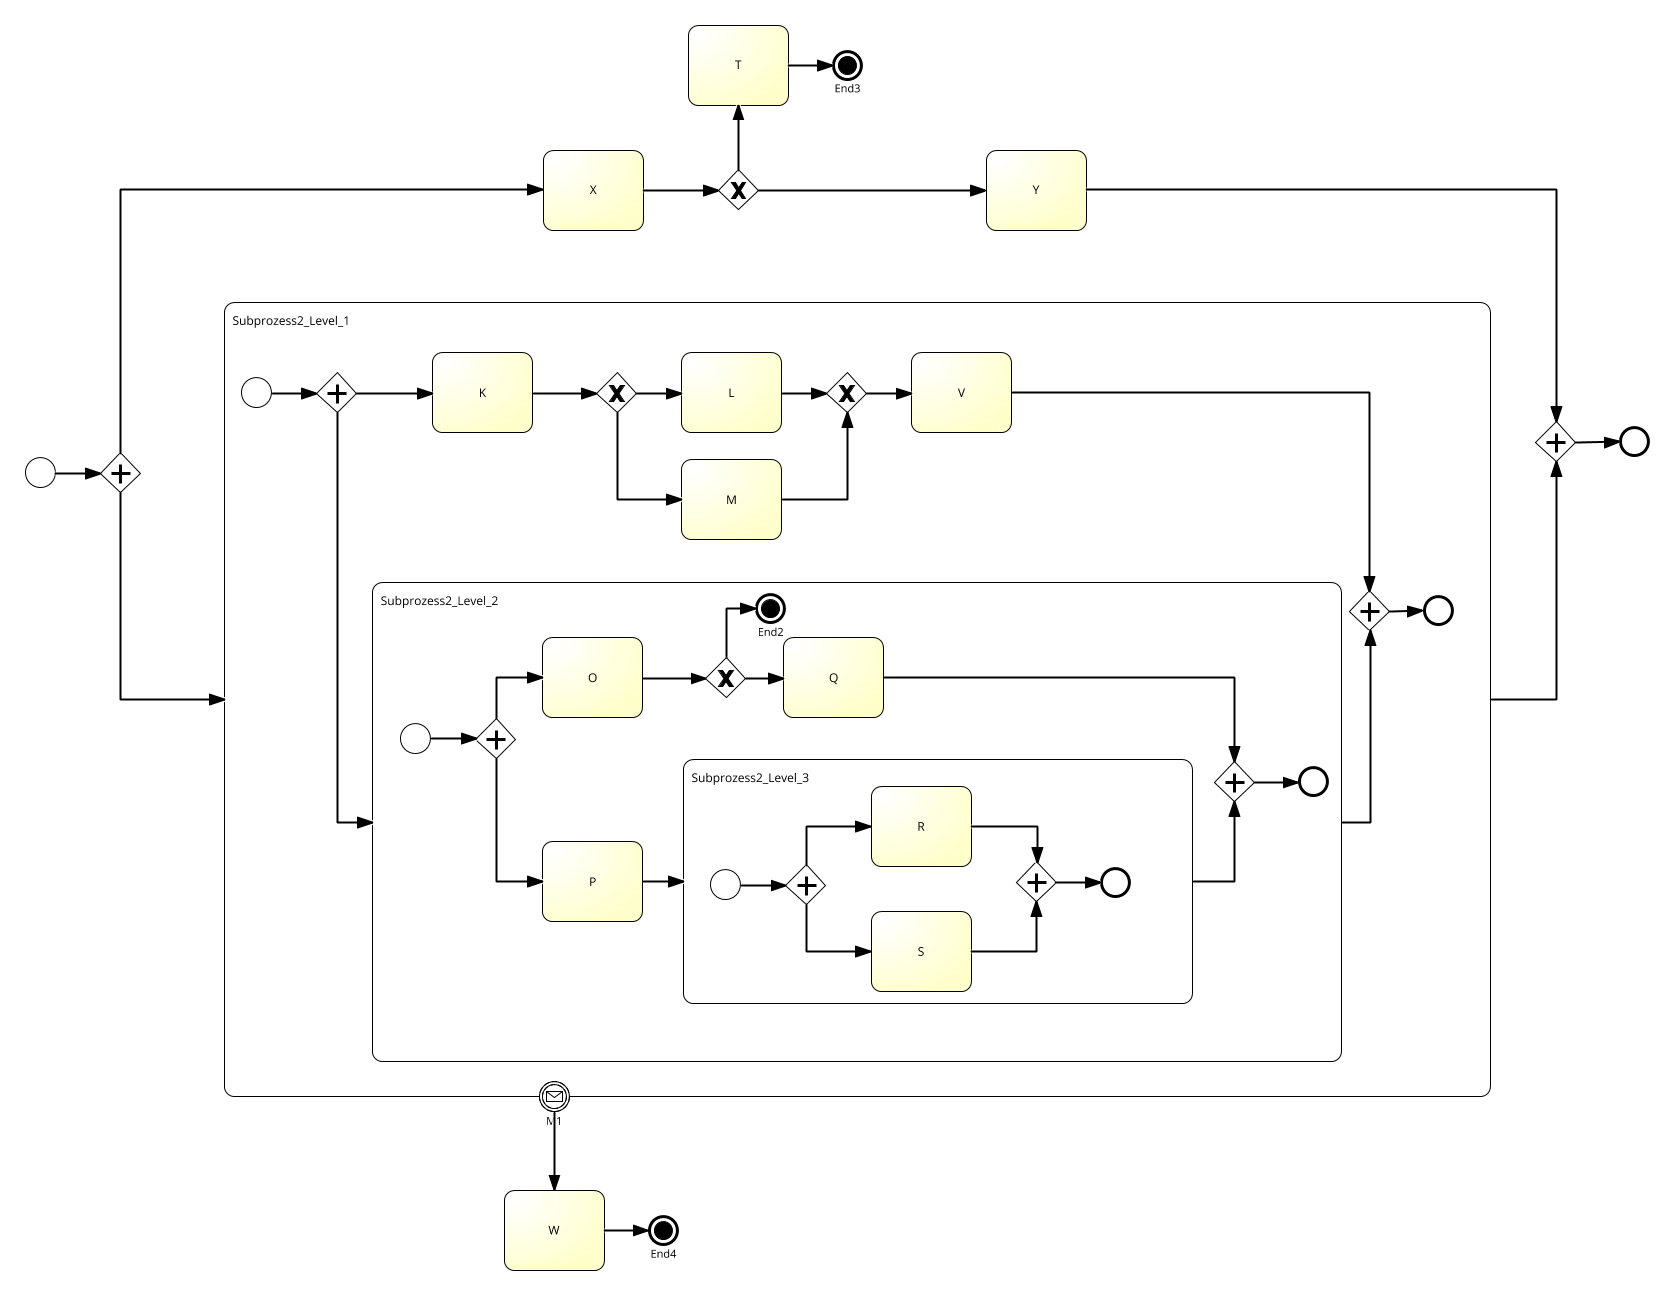 T
End3
X
Y
Subprozess2_Level_1
K
L
V
M
Subprozess2_Level_2
End2
O
Q
Subprozess2_Level_3
R
P
S
M1
W
End4